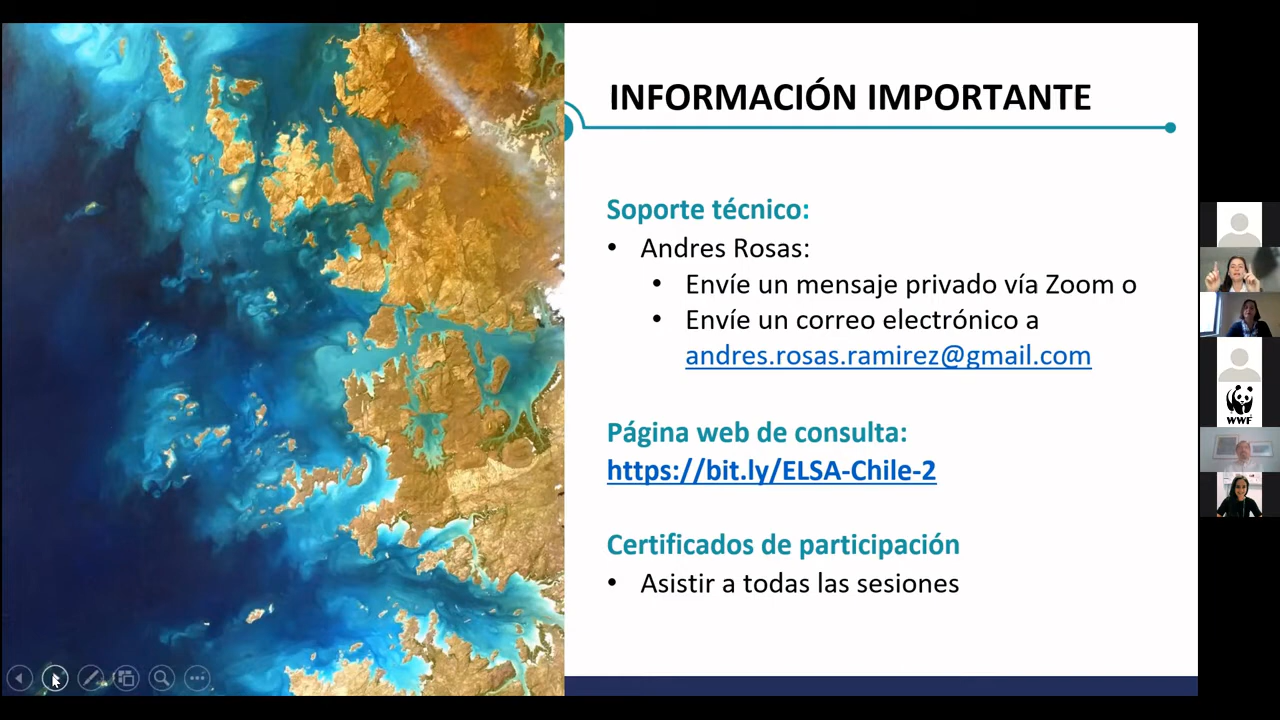 INFORMACIÓN IMPORTANTE
Soporte técnico:
• Andres Rosas:
• Envíe un mensaje privado vía Zoom o
• Envíe un correo electrónico a
andres.rosas.ramirez@gmail.com
Página web de consulta:
https://bit.ly/ELSA-Chile-2
Certificados de participación
• Asistir a todas las sesiones
WWF